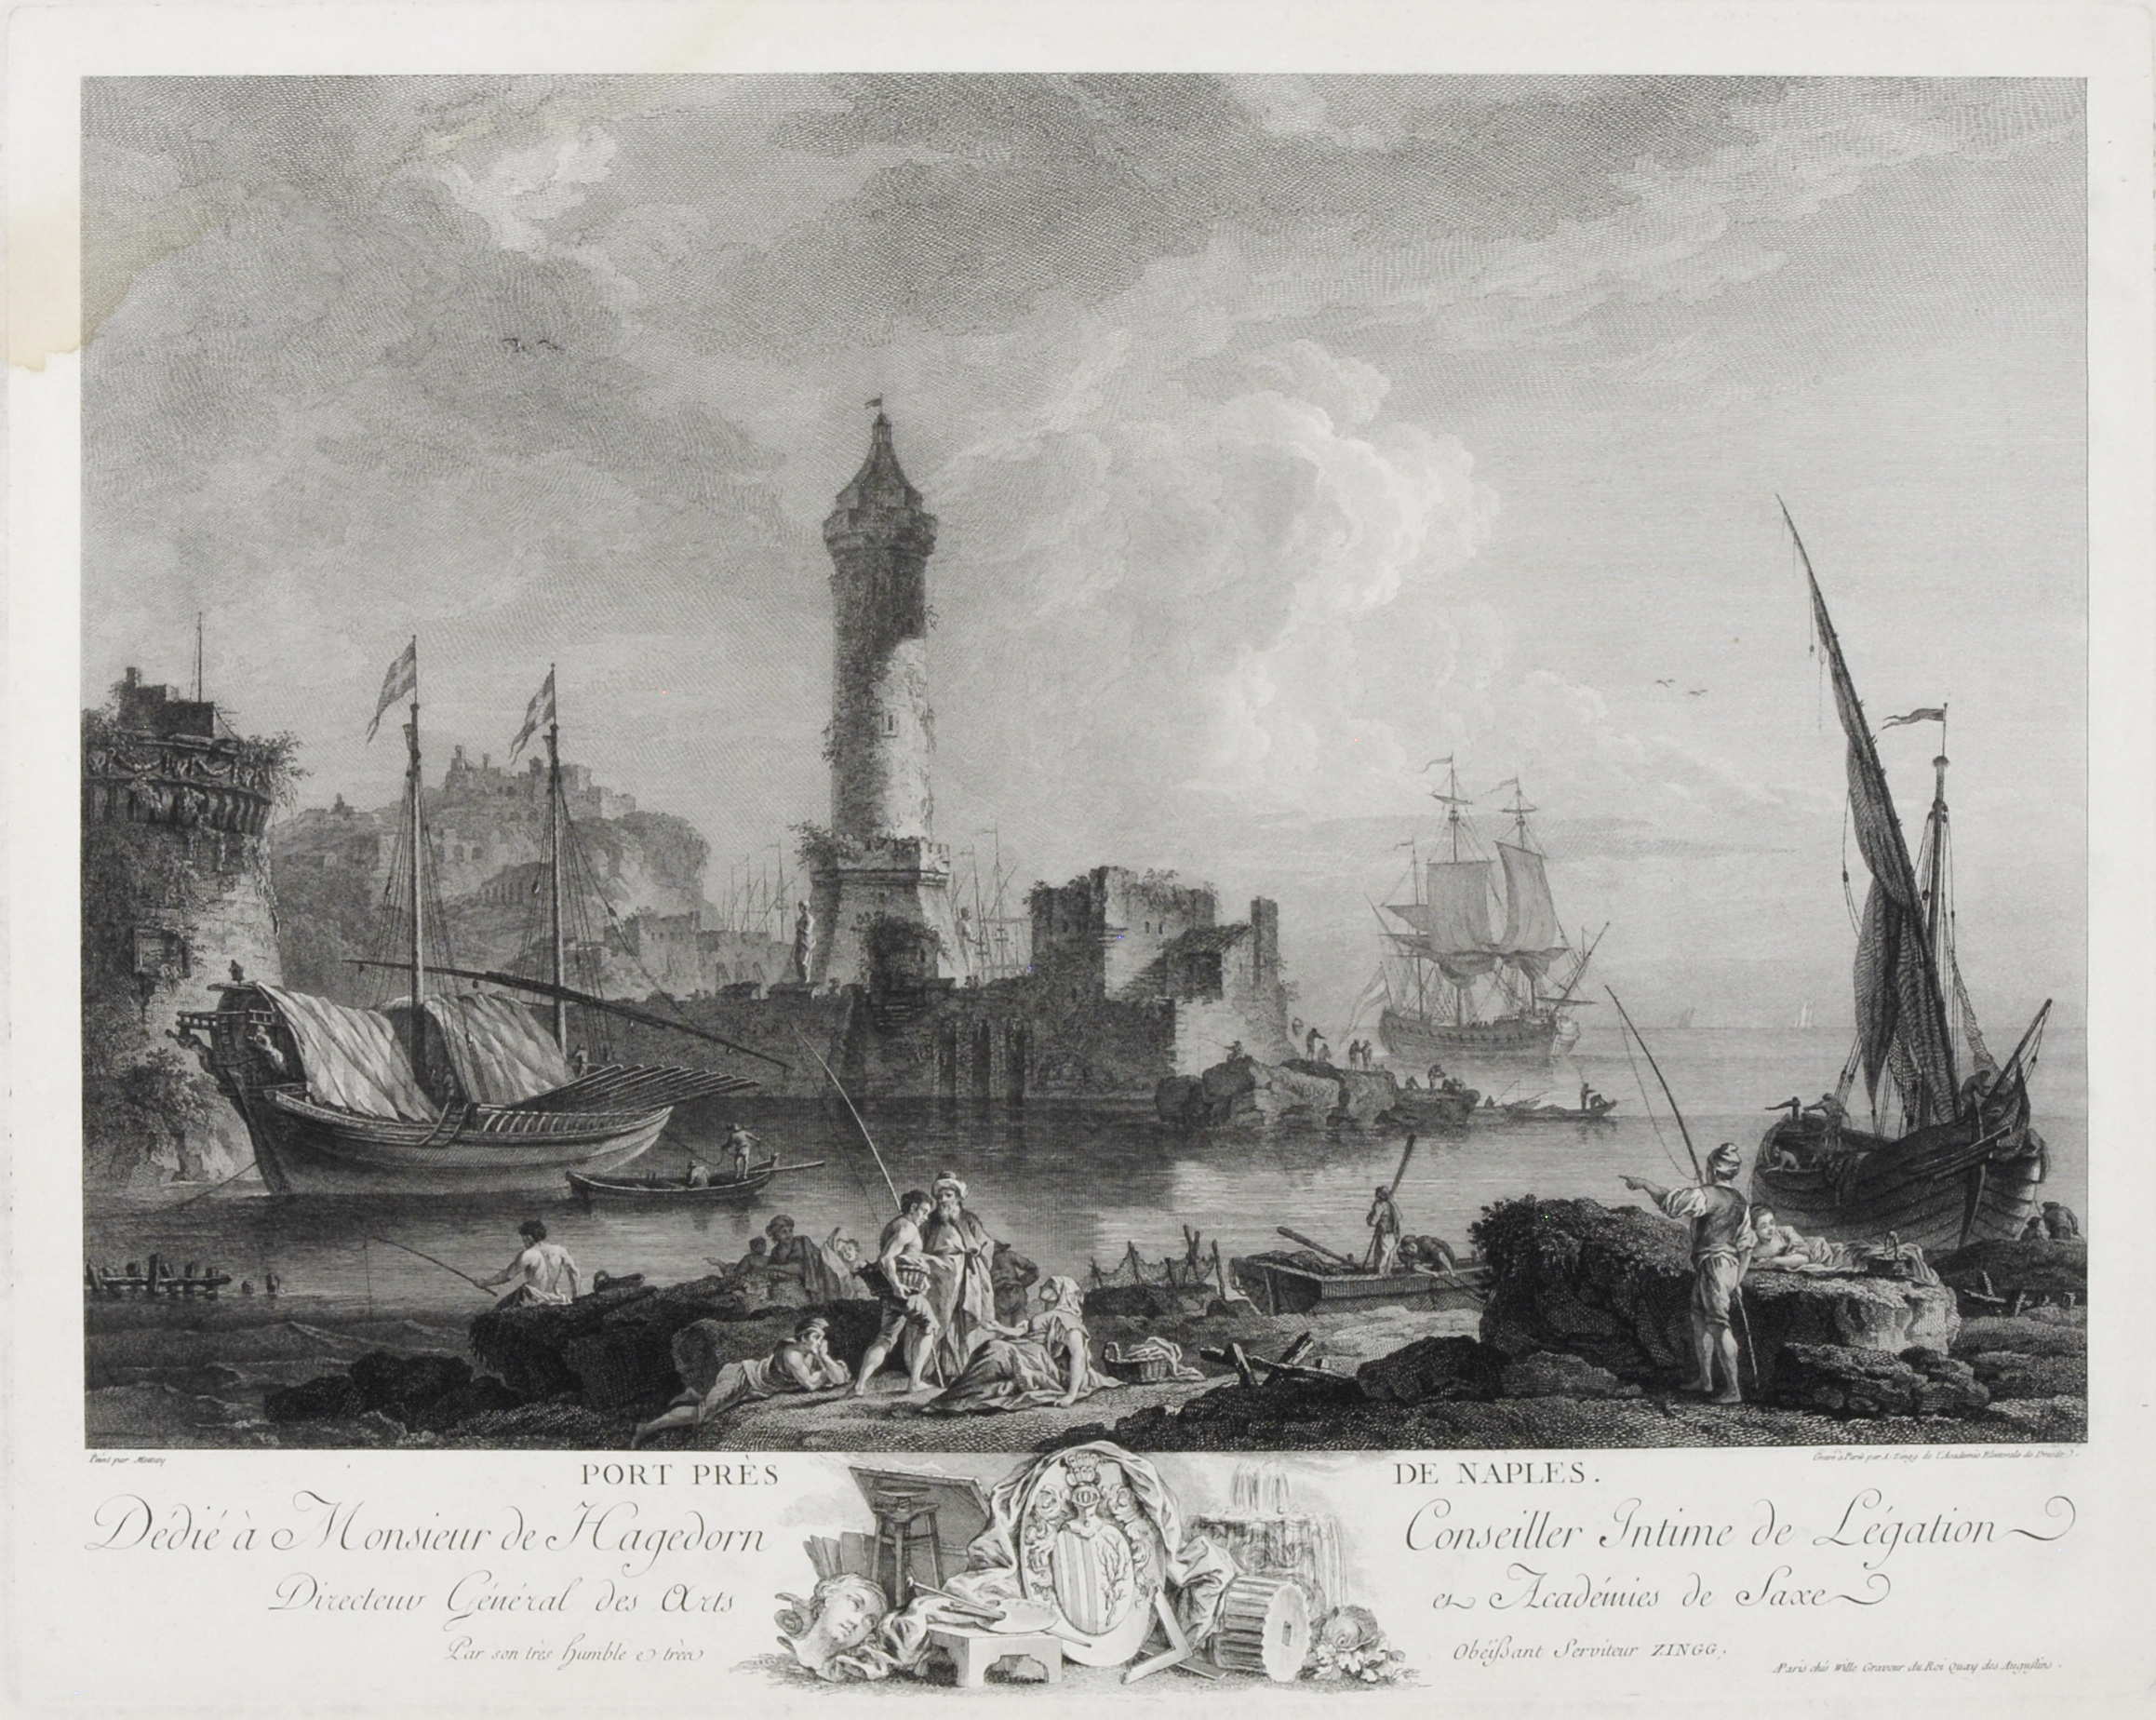 Peint par Mettay
Gravé à Paris par A. Zingg de l'Académie Electorale de Dresde.
PORT PRÈS DE NAPLES.
Dédié à Monsieur de Hagedorn Conseiller Intime de Légation
Directeur Général des Arts et Académies de Saxe
Par son très humble et très Obéissant Serviteur ZINGG.
AParis chés Wille Graveur du Roi Quay des Augustins.